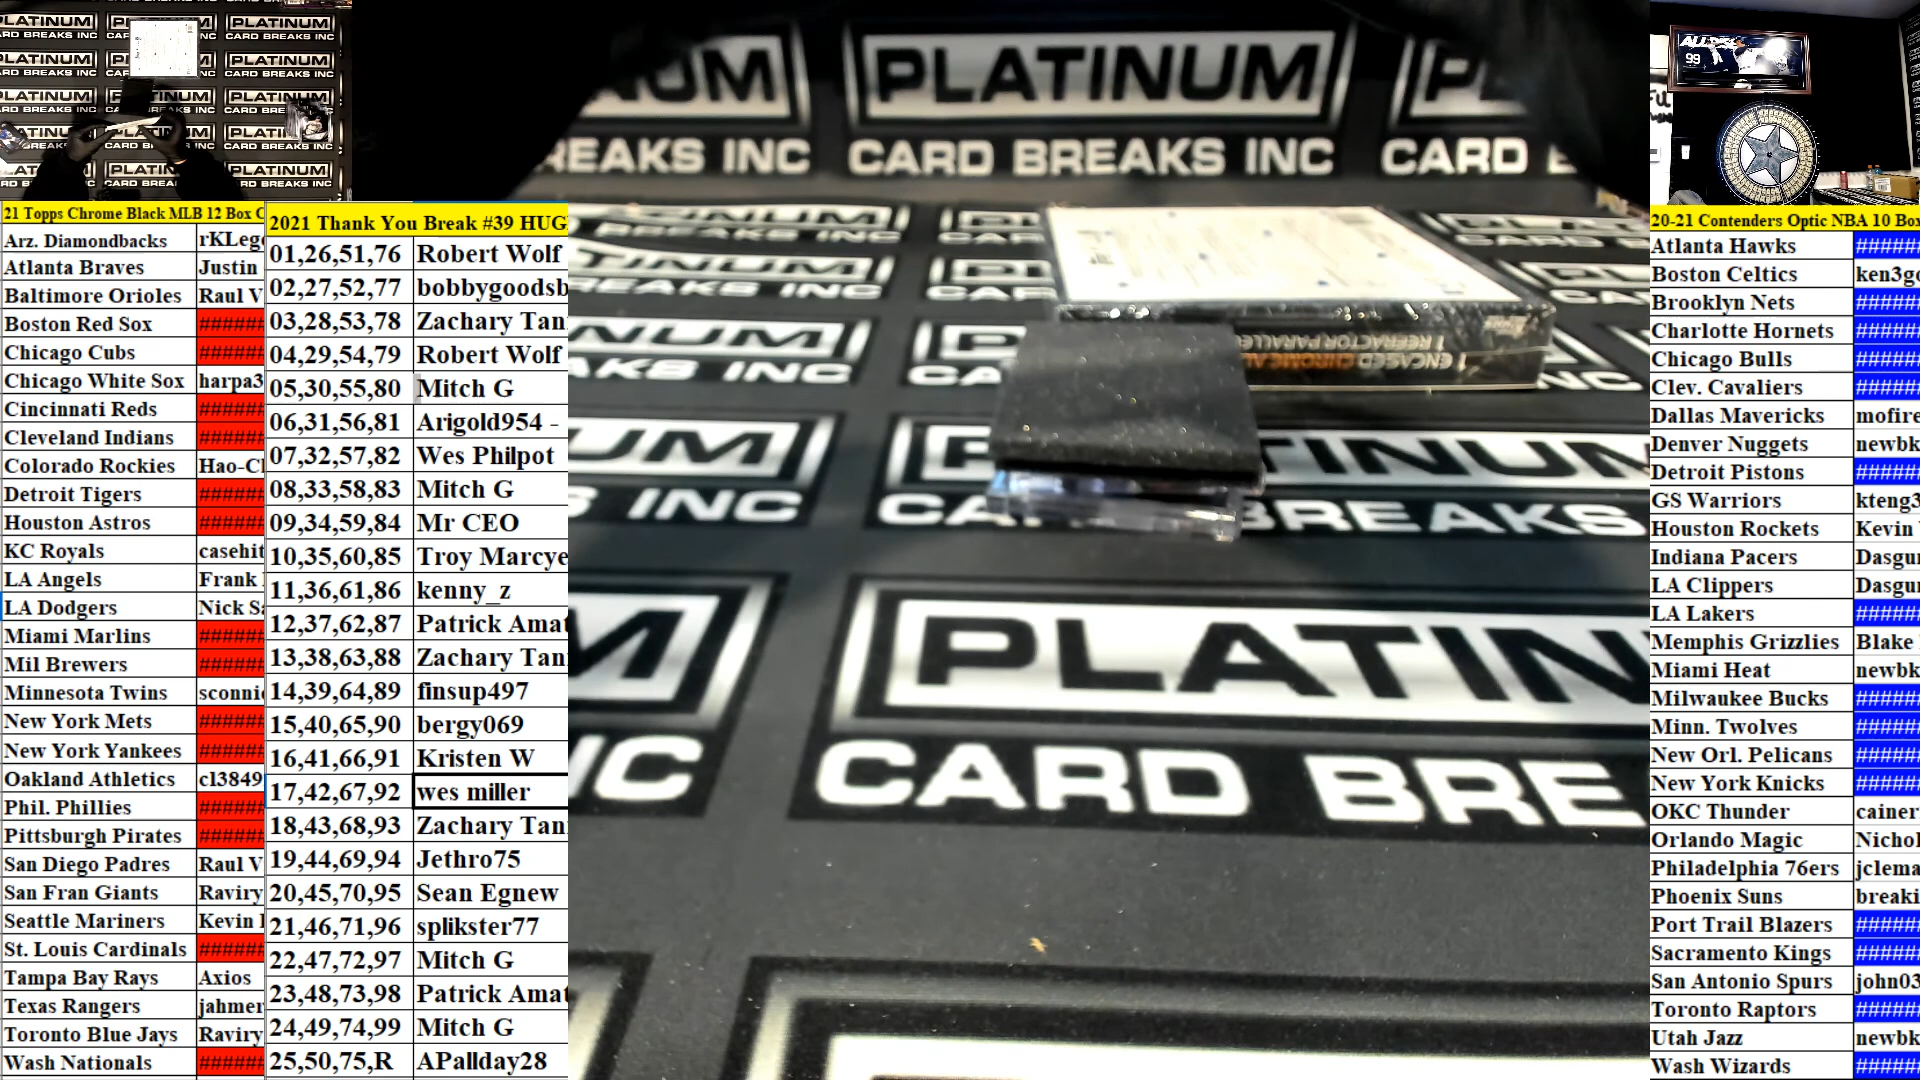 21 Topps Chrome Black MLB 12 Box C
Arz. Diamondbacks rKLeg
Atlanta Braves Justin
Baltimore Orioles Raul V
Boston Red Sox ######
Chicago Cubs ######
Chicago White Sox harpa3
Cincinnati Reds ######
Cleveland Indians ######
Colorado Rockies Hao-Cl
Detroit Tigers ######
Houston Astros ######
KC Royals casehit
LA Angels Frank
LA Dodgers Nick Sa
Miami Marlins ######
Mil Brewers ######
Minnesota Twins sconnie
New York Mets ######
New York Yankees ######
Oakland Athletics cl3849
Phil. Phillies ######
Pittsburgh Pirates ######
San Diego Padres Raul V
San Fran Giants Raviry
Seattle Mariners Kevin
St. Louis Cardinals ######
Tampa Bay Rays Axios
Texas Rangers jahmer
Toronto Blue Jays Raviry
Wash Nationals ######
2021 Thank You Break #39 HUG
01,26,51,76 Robert Wolf
02,27,52,77 bobbygoodsb
03,28,53,78 Zachary Tan
04,29,54,79 Robert Wolf
05,30,55,80 Mitch G
06,31,56,81 Arigold954 -
07,32,57,82 Wes Philpot
08,33,58,83 Mitch G
09,34,59,84 Mr CEO
10,35,60,85 Troy Marcye
11,36,61,86 kenny_z
12,37,62,87 Patrick Amat
13,38,63,88 Zachary Tan
14,39,64,89 finsup497
15,40,65,90 bergy069
16,41,66,91 Kristen W
17,42,67,92 wes miller
18,43,68,93 Zachary Tan
19,44,69,94 Jethro75
20,45,70,95 Sean Egnew
21,46,71,96 splikster77
22,47,72,97 Mitch G
23,48,73,98 Patrick Amat
24,49,74,99 Mitch G
25,50,75,R APallday28
PLATINUM
CARD BREAKS INC
1 ENCASED CHROME
1 REFRACTOR PARALLE
PLATIN
CARD BRE
99
20-21 Contenders Optic NBA 10 Box
Atlanta Hawks ######
Boston Celtics ken3go
Brooklyn Nets ######
Charlotte Hornets ######
Chicago Bulls ######
Clev. Cavaliers ######
Dallas Mavericks mofire
Denver Nuggets newbk
Detroit Pistons ######
GS Warriors kteng3
Houston Rockets Kevin
Indiana Pacers Dasgu
LA Clippers Dasgu
LA Lakers ######
Memphis Grizzlies Blake
Miami Heat newbk
Milwaukee Bucks ######
Minn. Twolves ######
New Orl. Pelicans ######
New York Knicks ######
OKC Thunder cainer
Orlando Magic Nichol
Philadelphia 76ers jclema
Phoenix Suns breaki
Port Trail Blazers ######
Sacramento Kings ######
San Antonio Spurs john03
Toronto Raptors ######
Utah Jazz newbk
Wash Wizards ######